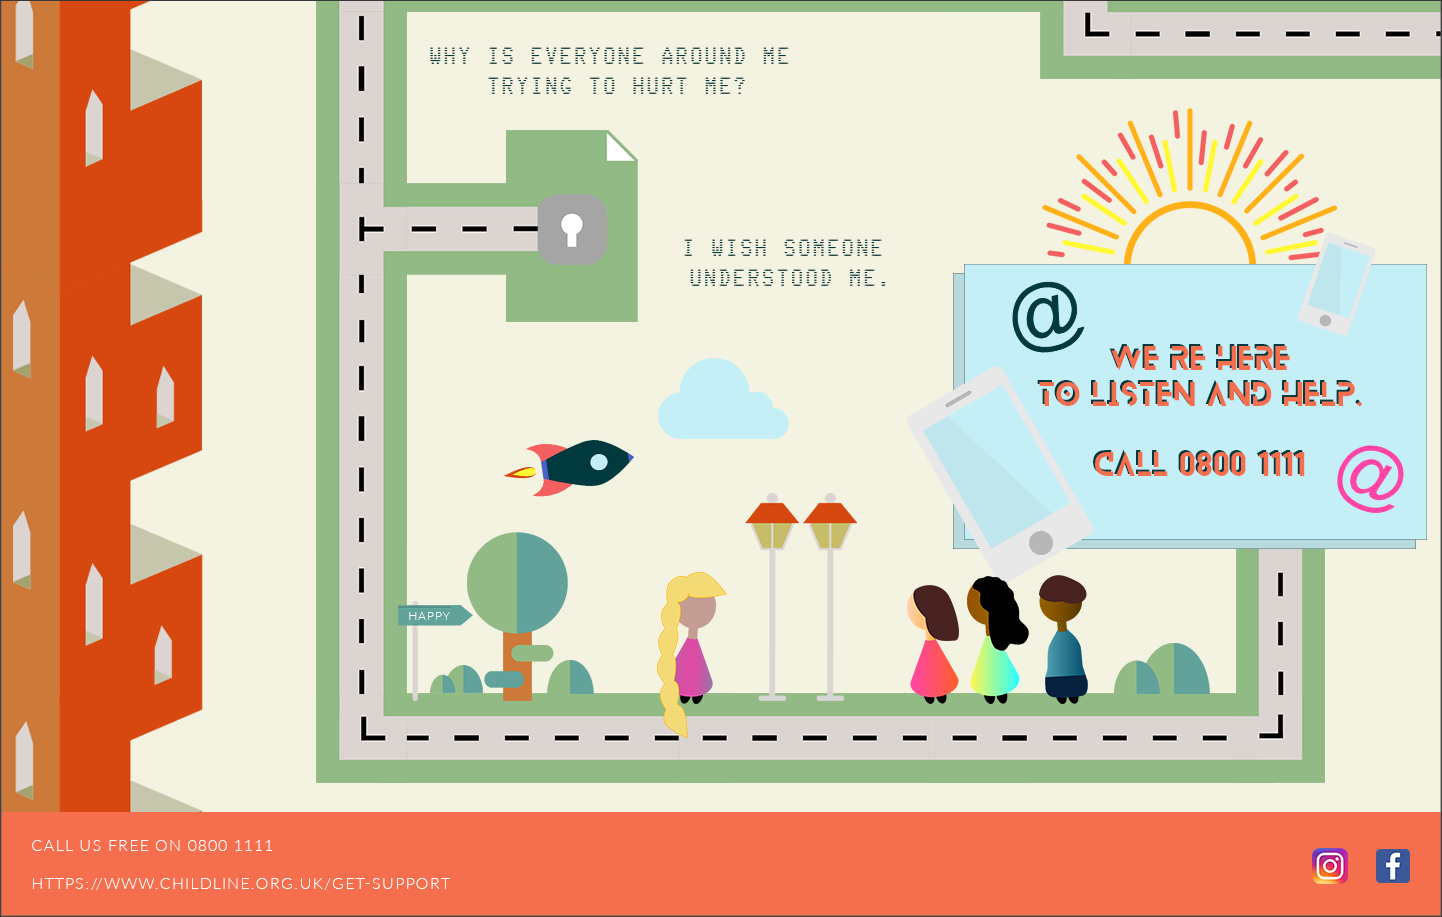 WHY IS EVERYONE AROUND ME
TRYING TO HURT ME?
I WISH SOMEONE
UNDERSTOOD ME.
@
WE RE HERE
TO LISTEN AND HELP.
CALL 0800 1111
@
HAPPY
CALL US FREE ON 0800 1111
HTTPS://WWW.CHILDLINE.ORG.UK/GET-SUPPORT